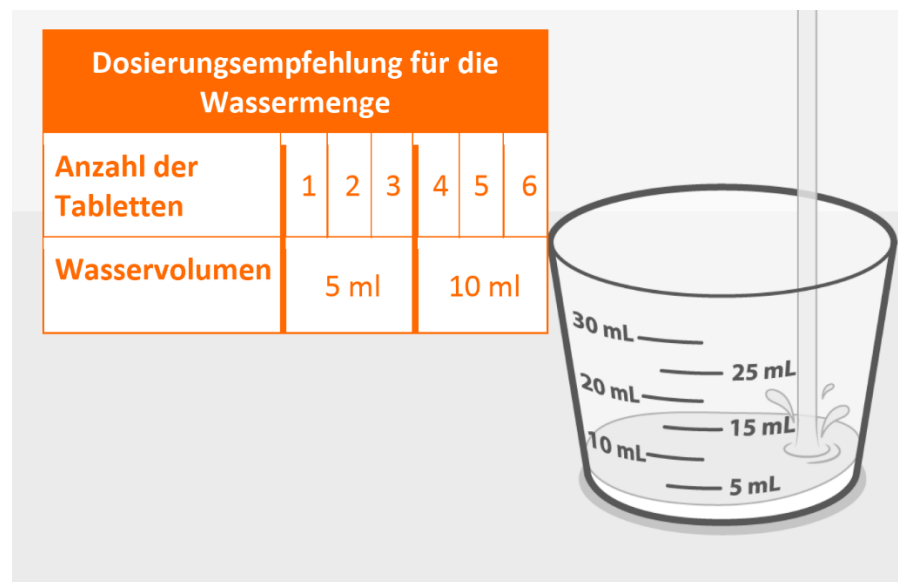 Dosierungsempfehlung für die
Wassermenge
Anzahl der
Tabletten
1 2 3 4 5 6
Wasservolumen
5 ml 10 ml
30 mL
25 mL
20 mL
15 mL
10 mL
5 mL